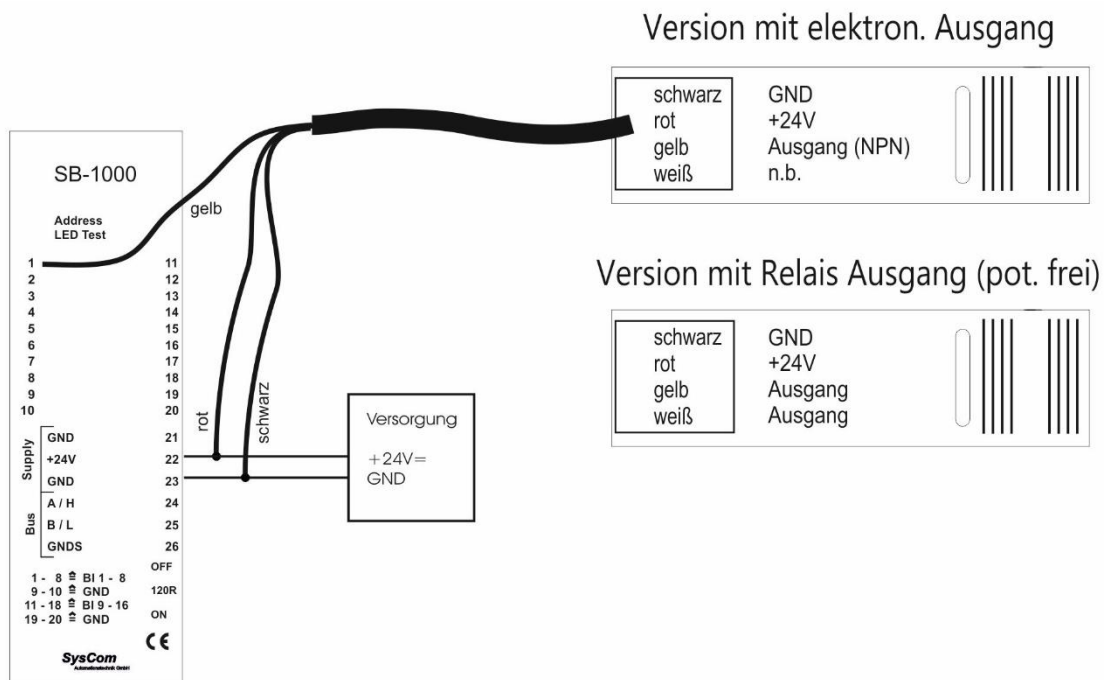 Version mit elektron. Ausgang
schwarz GND
rot +24V
gelb Ausgang (NPN)
weiß n.b.
Version mit Relais Ausgang (pot. frei)
schwarz GND
rot +24V
gelb Ausgang
weiß Ausgang
SB-1000
Address
LED Test
gelb
rot
schwarz
1 11
2 12
3 13
4 14
5 15
6 16
7 17
8 18
9 19
10 20
Supply
GND 21
+24V 22
GND 23
Bus
A / H 24
B / L 25
GNDS 26
OFF
120R
ON
1 - 8 ≙ BI 1 - 8
9 - 10 ≙ GND
11 - 18 ≙ BI 9 - 16
19 - 20 ≙ GND
CE
SysCom
Automationstechnik GmbH
Versorgung
+24V=
GND